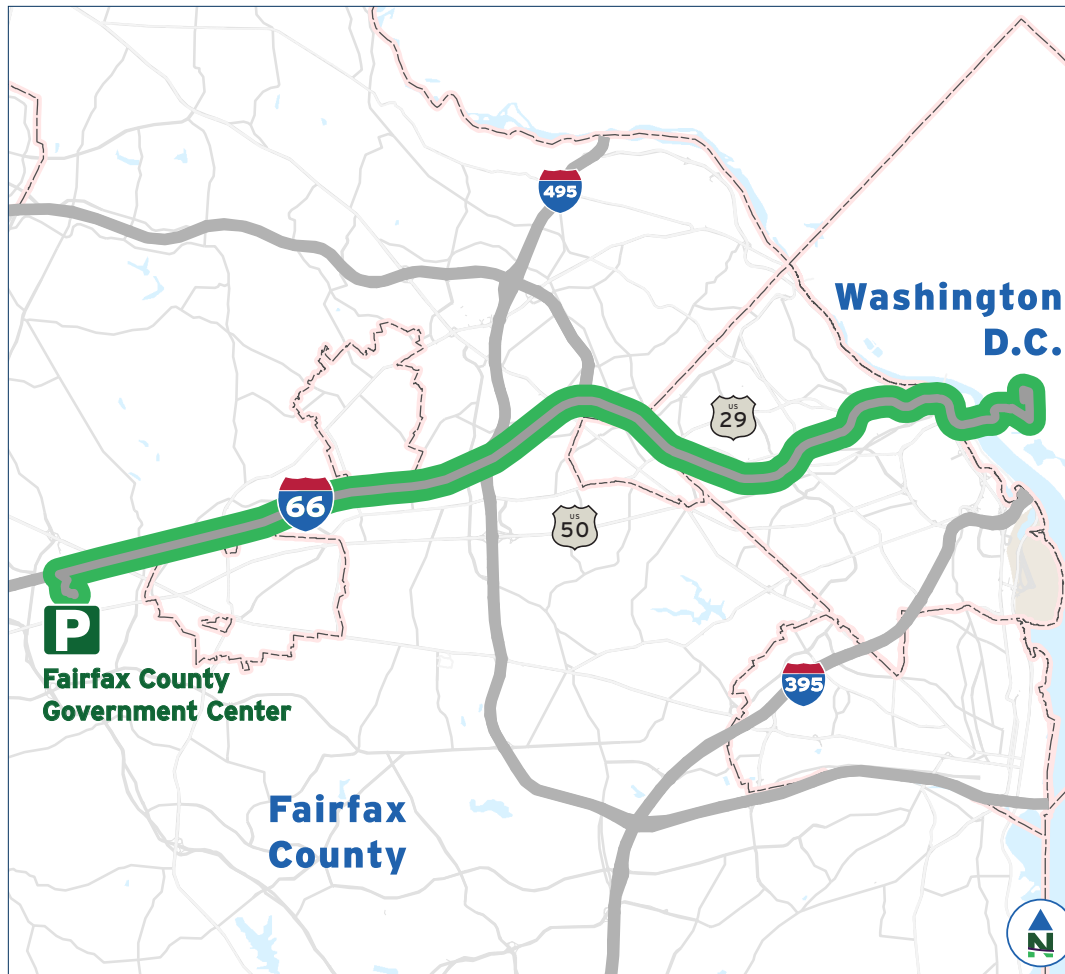 495
Washington
D.C.
US
29
66
US
50
P
Fairfax County
Government Center
395
Fairfax
County
N